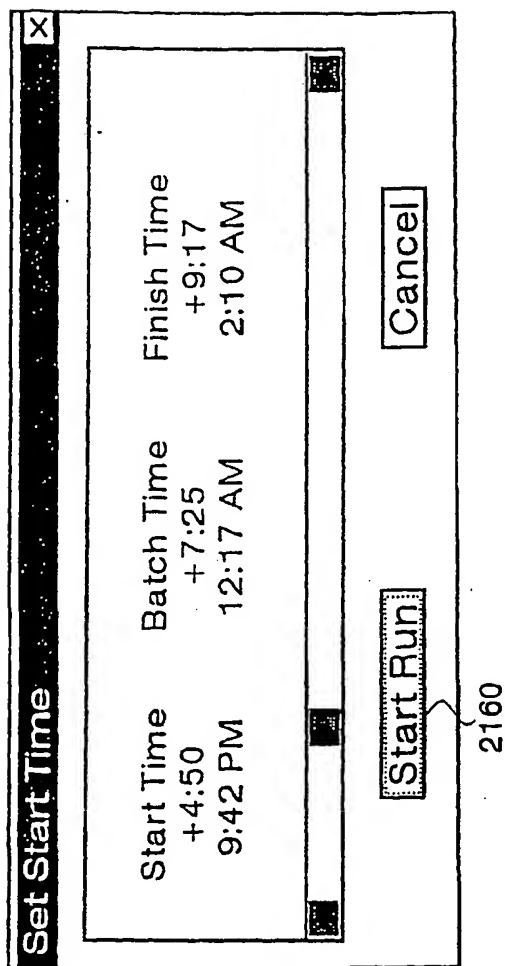 Set Start Time
Start Time Batch Time Finish Time
+4:50 +7:25 +9:17
9:42 PM 12:17 AM 2:10 AM
Start Run Cancel
2160